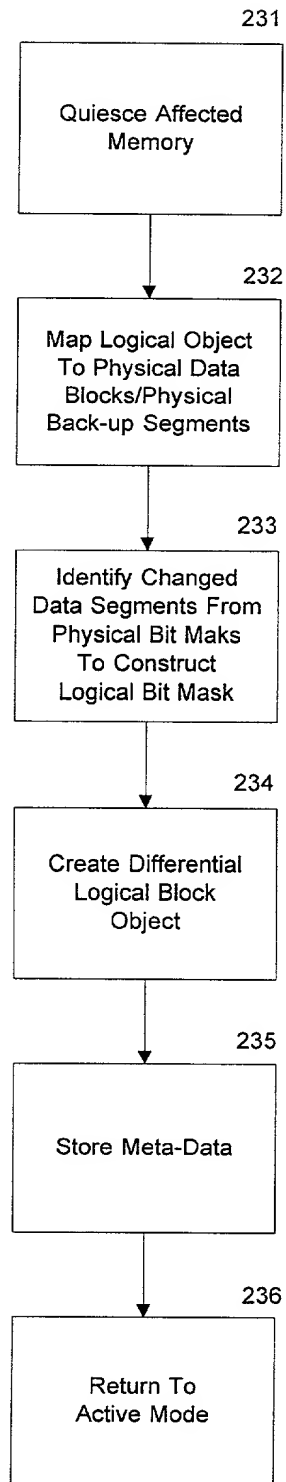 231
Quiesce Affected
Memory
232
Map Logical Object
To Physical Data
Blocks/Physical
Back-up Segments
233
Identify Changed
Data Segments From
Physical Bit Maks
To Construct
Logical Bit Mask
234
Create Differential
Logical Block
Object
235
Store Meta-Data
236
Return To
Active Mode